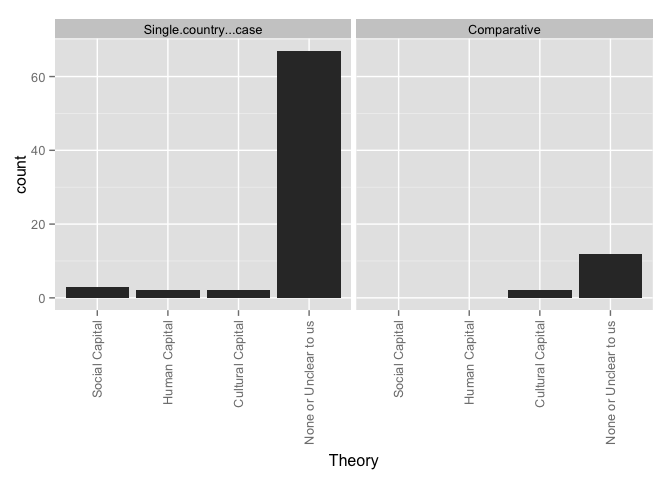 Single.country...case
Comparative
count
60
40
20
0
Social Capital
Human Capital
Cultural Capital
None or Unclear to us
Social Capital
Human Capital
Cultural Capital
None or Unclear to us
Theory